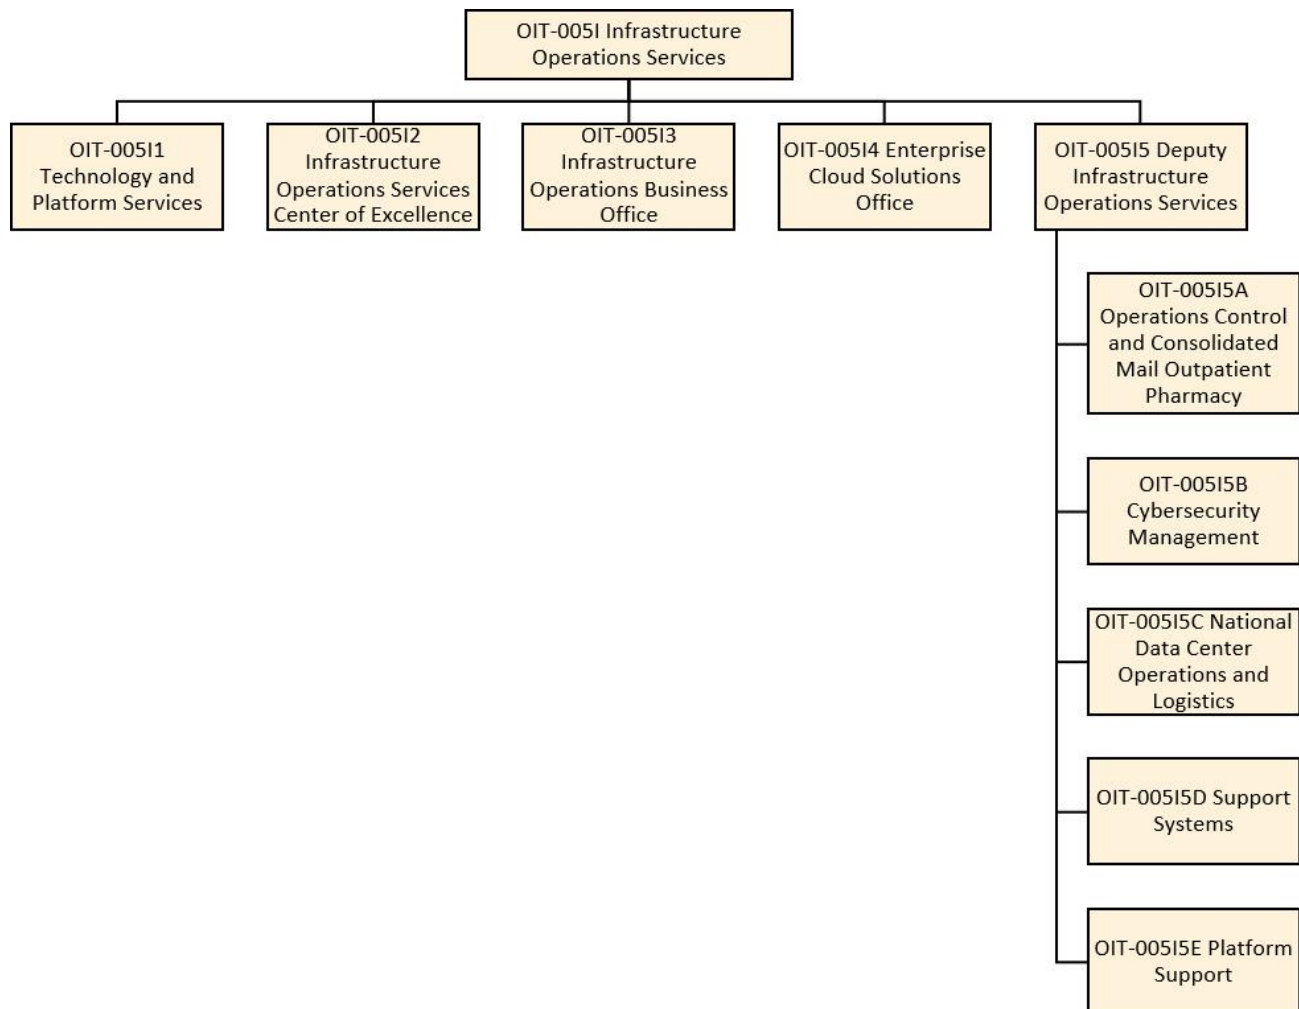 OIT-005I Infrastructure
Operations Services
OIT-005I1
Technology and
Platform Services
OIT-005I2
Infrastructure
Operations Services
Center of Excellence
OIT-005I3
Infrastructure
Operations Business
Office
OIT-005I4 Enterprise
Cloud Solutions
Office
OIT-005I5 Deputy
Infrastructure
Operations Services
OIT-005I5A
Operations Control
and Consolidated
Mail Outpatient
Pharmacy
OIT-005I5B
Cybersecurity
Management
OIT-005I5C National
Data Center
Operations and
Logistics
OIT-005I5D Support
Systems
OIT-005I5E Platform
Support